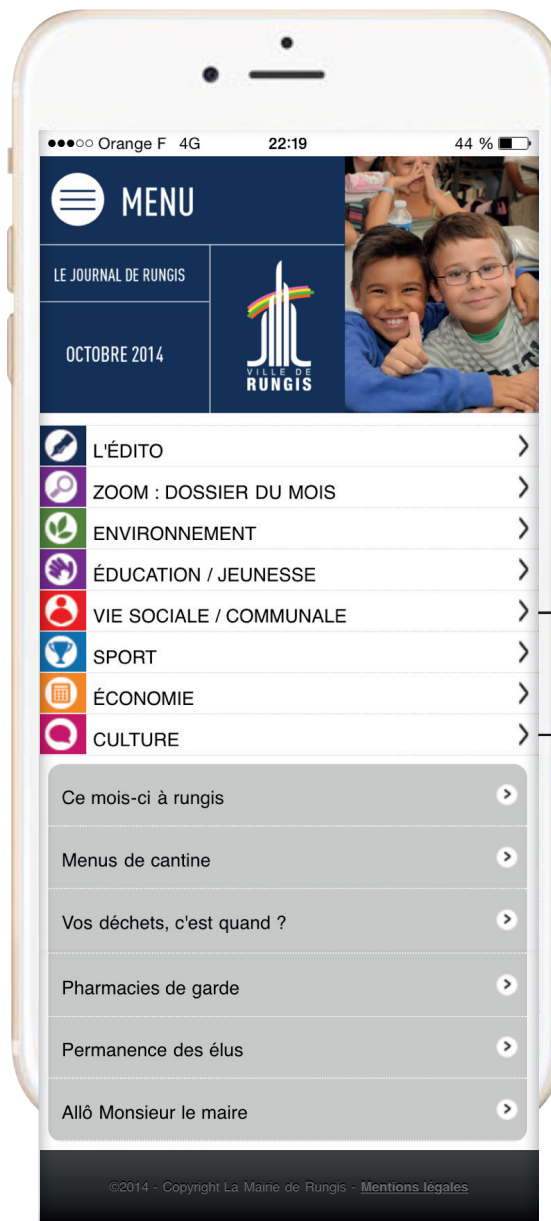 ●●●○○ Orange F 4G 22:19 44 %
MENU
LE JOURNAL DE RUNGIS
OCTOBRE 2014
VILLE DE
RUNGIS
L'ÉDITO
ZOOM : DOSSIER DU MOIS
ENVIRONNEMENT
ÉDUCATION / JEUNESSE
VIE SOCIALE / COMMUNALE
SPORT
ÉCONOMIE
CULTURE
Ce mois-ci à rungis
Menus de cantine
Vos déchets, c'est quand ?
Pharmacies de garde
Permanence des élus
Allô Monsieur le maire
©2014 - Copyright La Mairie de Rungis - Mentions légales